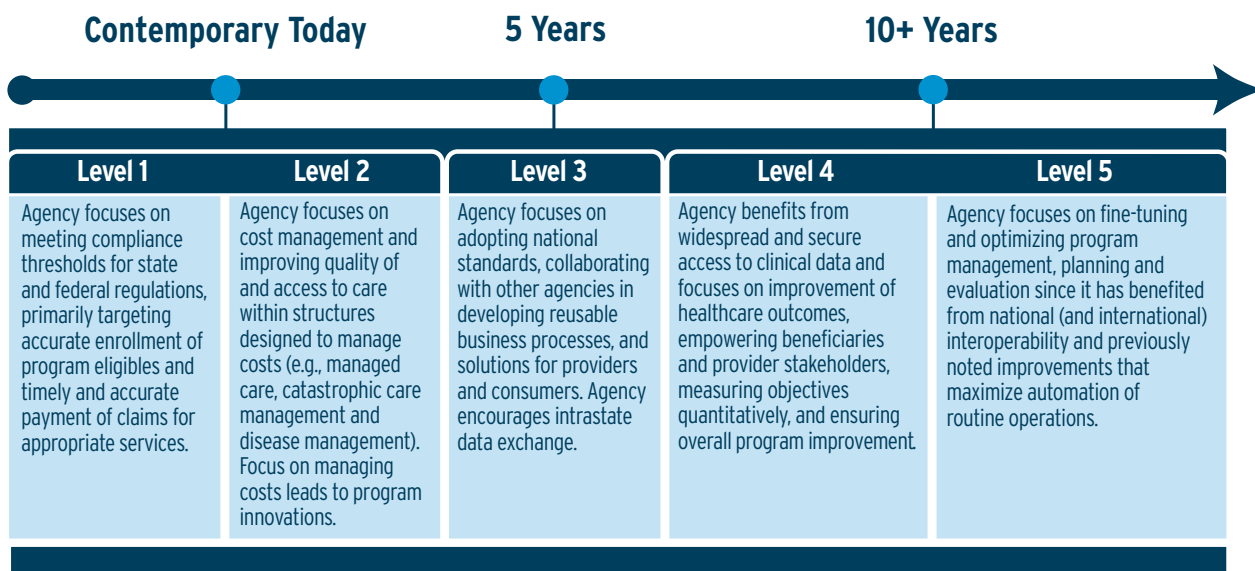 Contemporary Today
5 Years
10+ Years
Level 1
Agency focuses on
meeting compliance
thresholds for state
and federal regulations,
primarily targeting
accurate enrollment of
program eligibles and
timely and accurate
payment of claims for
appropriate services.
Level 2
Agency focuses on
cost management and
improving quality of
and access to care
within structures
designed to manage
costs (e.g., managed
care, catastrophic care
management and
disease management).
Focus on managing
costs leads to program
innovations.
Level 3
Agency focuses on
adopting national
standards, collaborating
with other agencies in
developing reusable
business processes, and
solutions for providers
and consumers. Agency
encourages intrastate
data exchange.
Level 4
Agency benefits from
widespread and secure
access to clinical data and
focuses on improvement of
healthcare outcomes,
empowering beneficiaries
and provider stakeholders,
measuring objectives
quantitatively, and ensuring
overall program improvement.
Level 5
Agency focuses on fine-tuning
and optimizing program
management, planning and
evaluation since it has benefited
from national (and international)
interoperability and previously
noted improvements that
maximize automation of
routine operations.